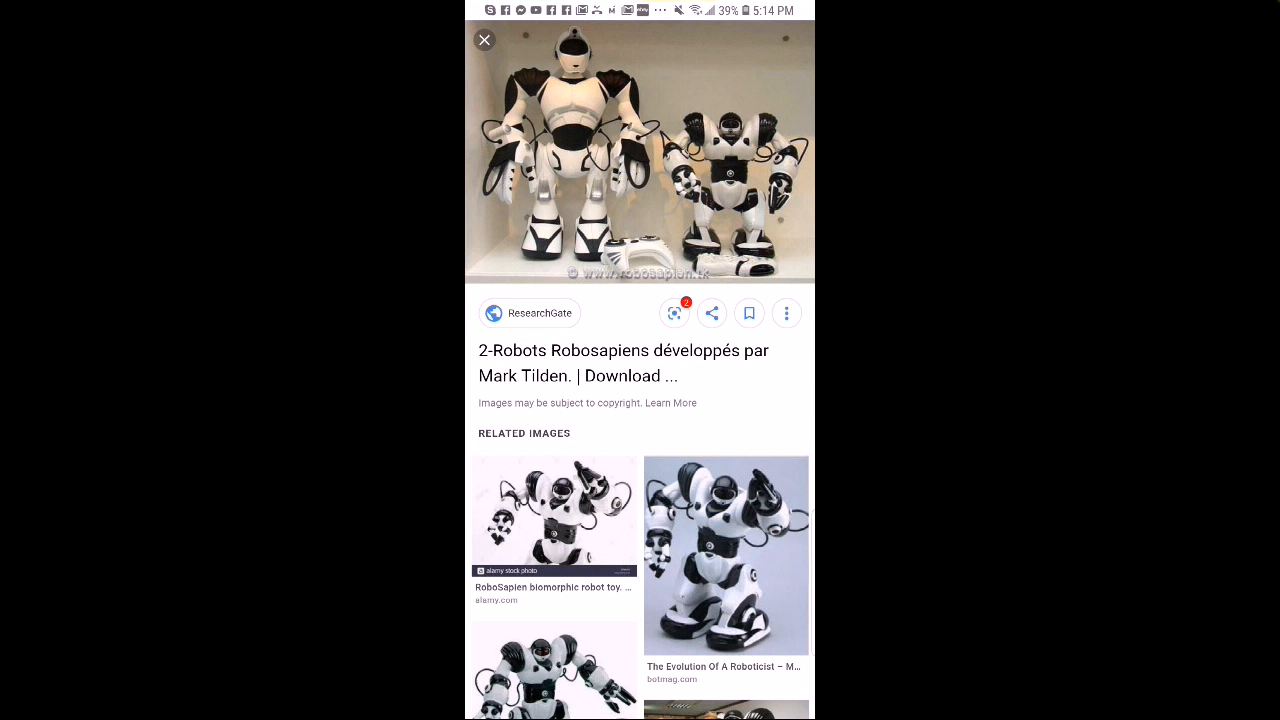 39% 5:14 PM
© www.robosapien.tk
ResearchGate
2
2-Robots Robosapiens développés par
Mark Tilden. | Download ...
Images may be subject to copyright. Learn More
RELATED IMAGES
alamy stock photo
RoboSapien biomorphic robot toy. ...
alamy.com
The Evolution Of A Roboticist – M...
botmag.com